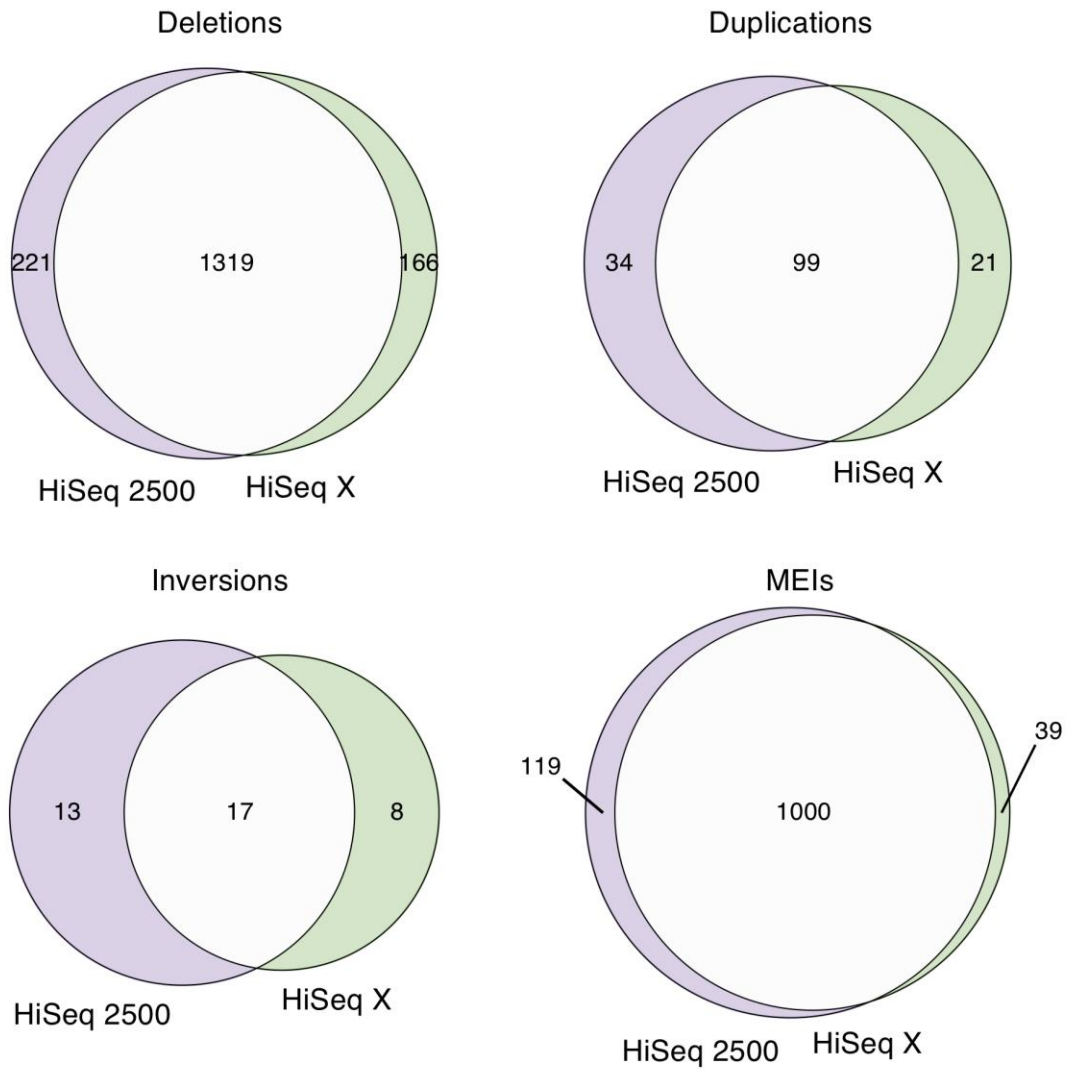 Deletions
221
1319
166
HiSeq 2500
HiSeq X
Duplications
34
99
21
HiSeq 2500
HiSeq X
Inversions
13
17
8
HiSeq 2500
HiSeq X
MEIs
119
1000
39
HiSeq 2500
HiSeq X